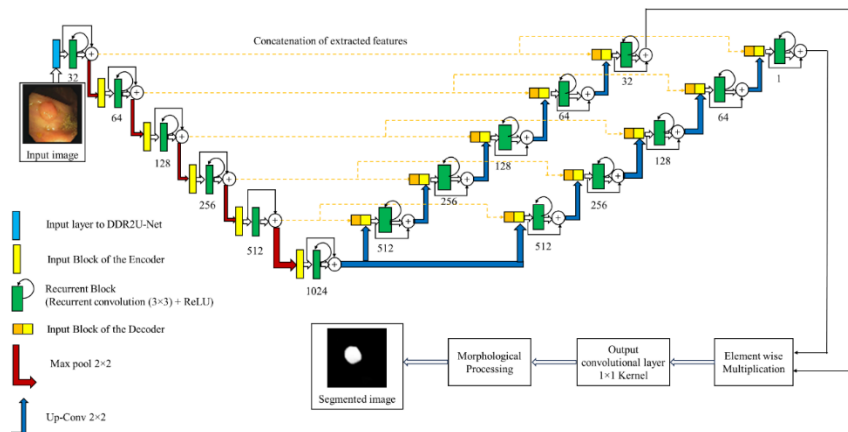 Concatenation of extracted features
32
64
128
256
512
1024
512
256
128
64
32
512
256
128
64
1
Input image
Input layer to DDR2U-Net
Input Block of the Encoder
Recurrent Block
(Recurrent convolution (3×3) + ReLU)
Input Block of the Decoder
Max pool 2×2
Up-Conv 2×2
Segmented image
Morphological
Processing
Output
convolutional layer
1×1 Kernel
Element wise
Multiplication